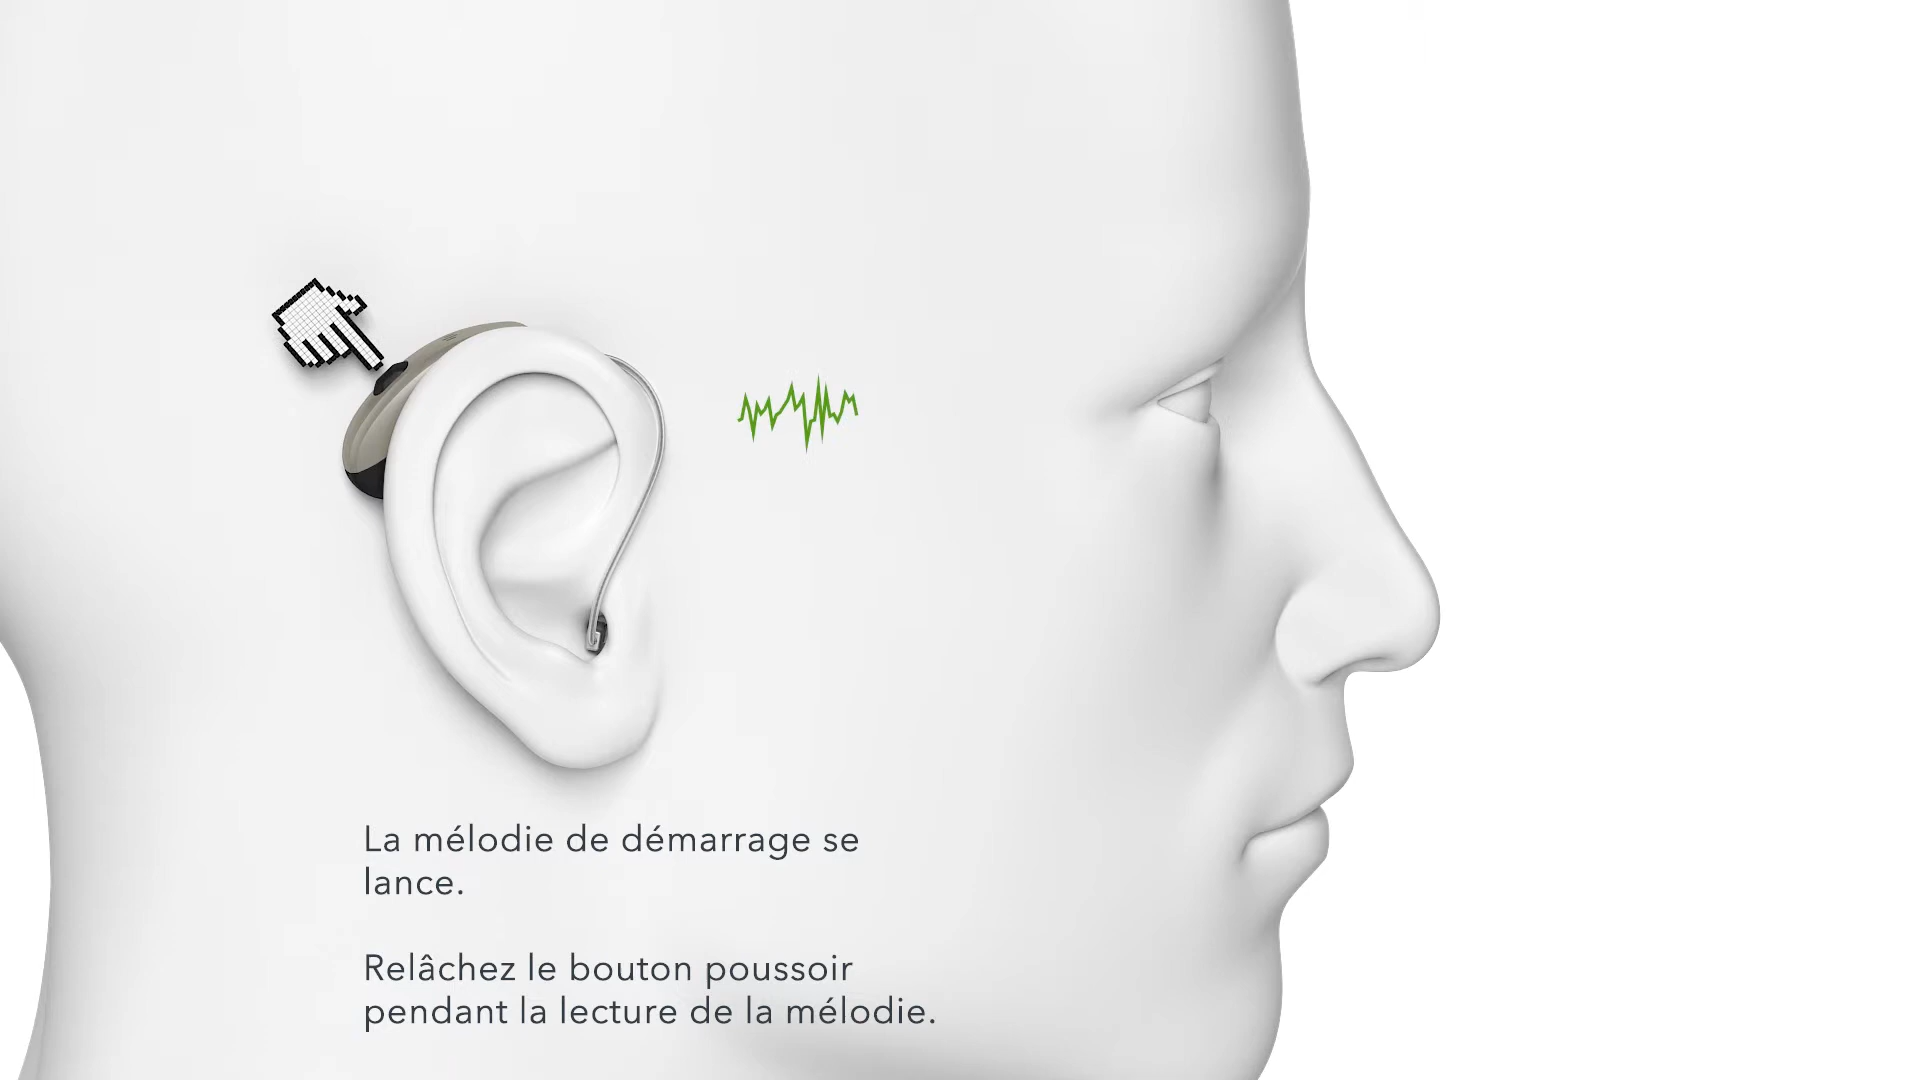 La mélodie de démarrage se
lance.
Relâchez le bouton poussoir
pendant la lecture de la mélodie.